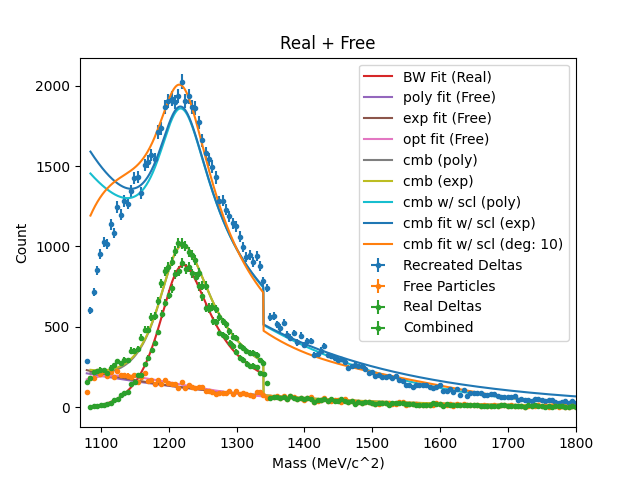 Real + Free
2000
1500
1000
500
0
Count
BW Fit (Real)
poly fit (Free)
exp fit (Free)
opt fit (Free)
cmb (poly)
cmb (exp)
cmb w/ scl (poly)
cmb fit w/ scl (exp)
cmb fit w/ scl (deg: 10)
Recreated Deltas
Free Particles
Real Deltas
Combined
1100 1200 1300 1400 1500 1600 1700 1800
Mass (MeV/c^2)